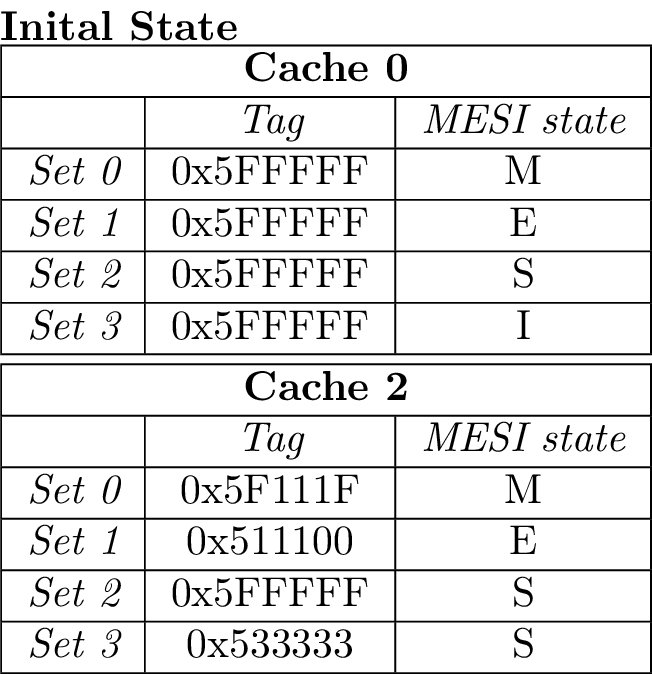 Inital State
Cache 0
Tag MESI state
Set 0 0x5FFFFF M
Set 1 0x5FFFFF E
Set 2 0x5FFFFF S
Set 3 0x5FFFFF I
Cache 2
Tag MESI state
Set 0 0x5F111F M
Set 1 0x511100 E
Set 2 0x5FFFFF S
Set 3 0x533333 S